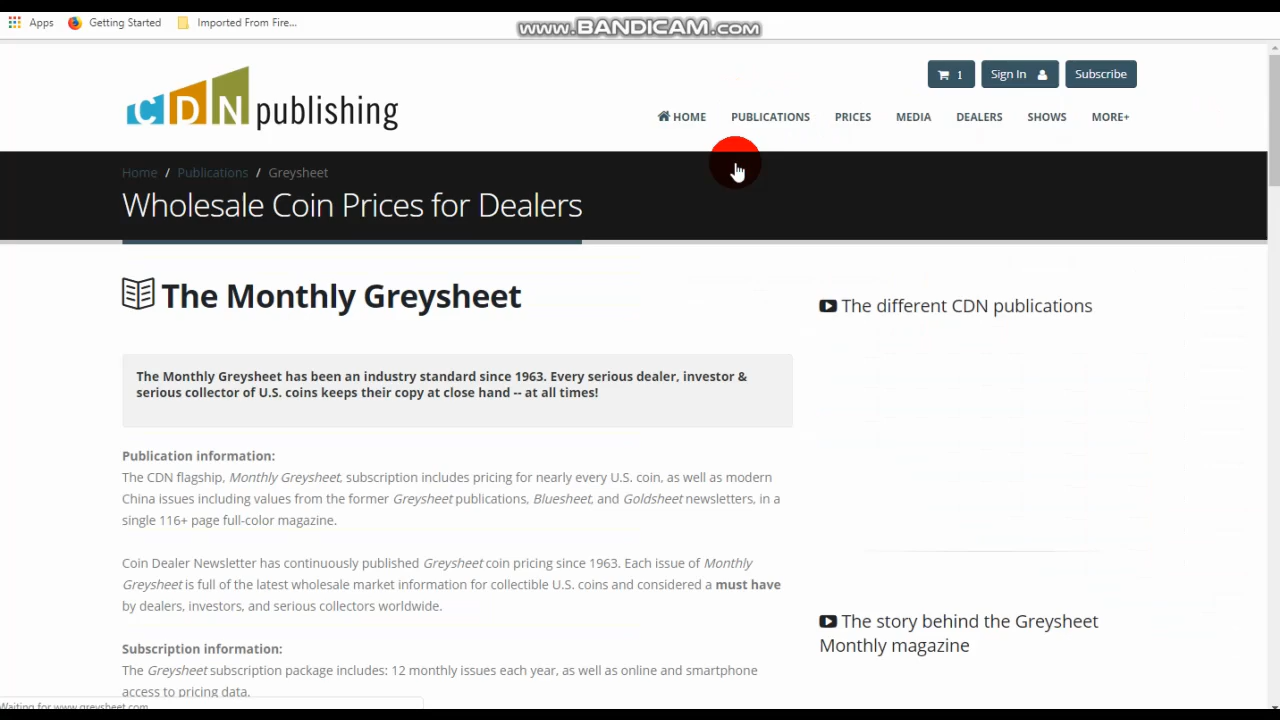 Apps Getting Started Imported From Fire...
www.BANDICAM.com
1 Sign In Subscribe
CDN publishing
HOME PUBLICATIONS PRICES MEDIA DEALERS SHOWS MORE+
Home / Publications / Greysheet
Wholesale Coin Prices for Dealers
The Monthly Greysheet
The Monthly Greysheet has been an industry standard since 1963. Every serious dealer, investor &
serious collector of U.S. coins keeps their copy at close hand -- at all times!
Publication information:
The CDN flagship, Monthly Greysheet, subscription includes pricing for nearly every U.S. coin, as well as modern
China issues including values from the former Greysheet publications, Bluesheet, and Goldsheet newsletters, in a
single 116+ page full-color magazine.
Coin Dealer Newsletter has continuously published Greysheet coin pricing since 1963. Each issue of Monthly
Greysheet is full of the latest wholesale market information for collectible U.S. coins and considered a must have
by dealers, investors, and serious collectors worldwide.
Subscription information:
The Greysheet subscription package includes: 12 monthly issues each year, as well as online and smartphone
access to pricing data.
The different CDN publications
The story behind the Greysheet
Monthly magazine
Waiting for www.greysheet.com